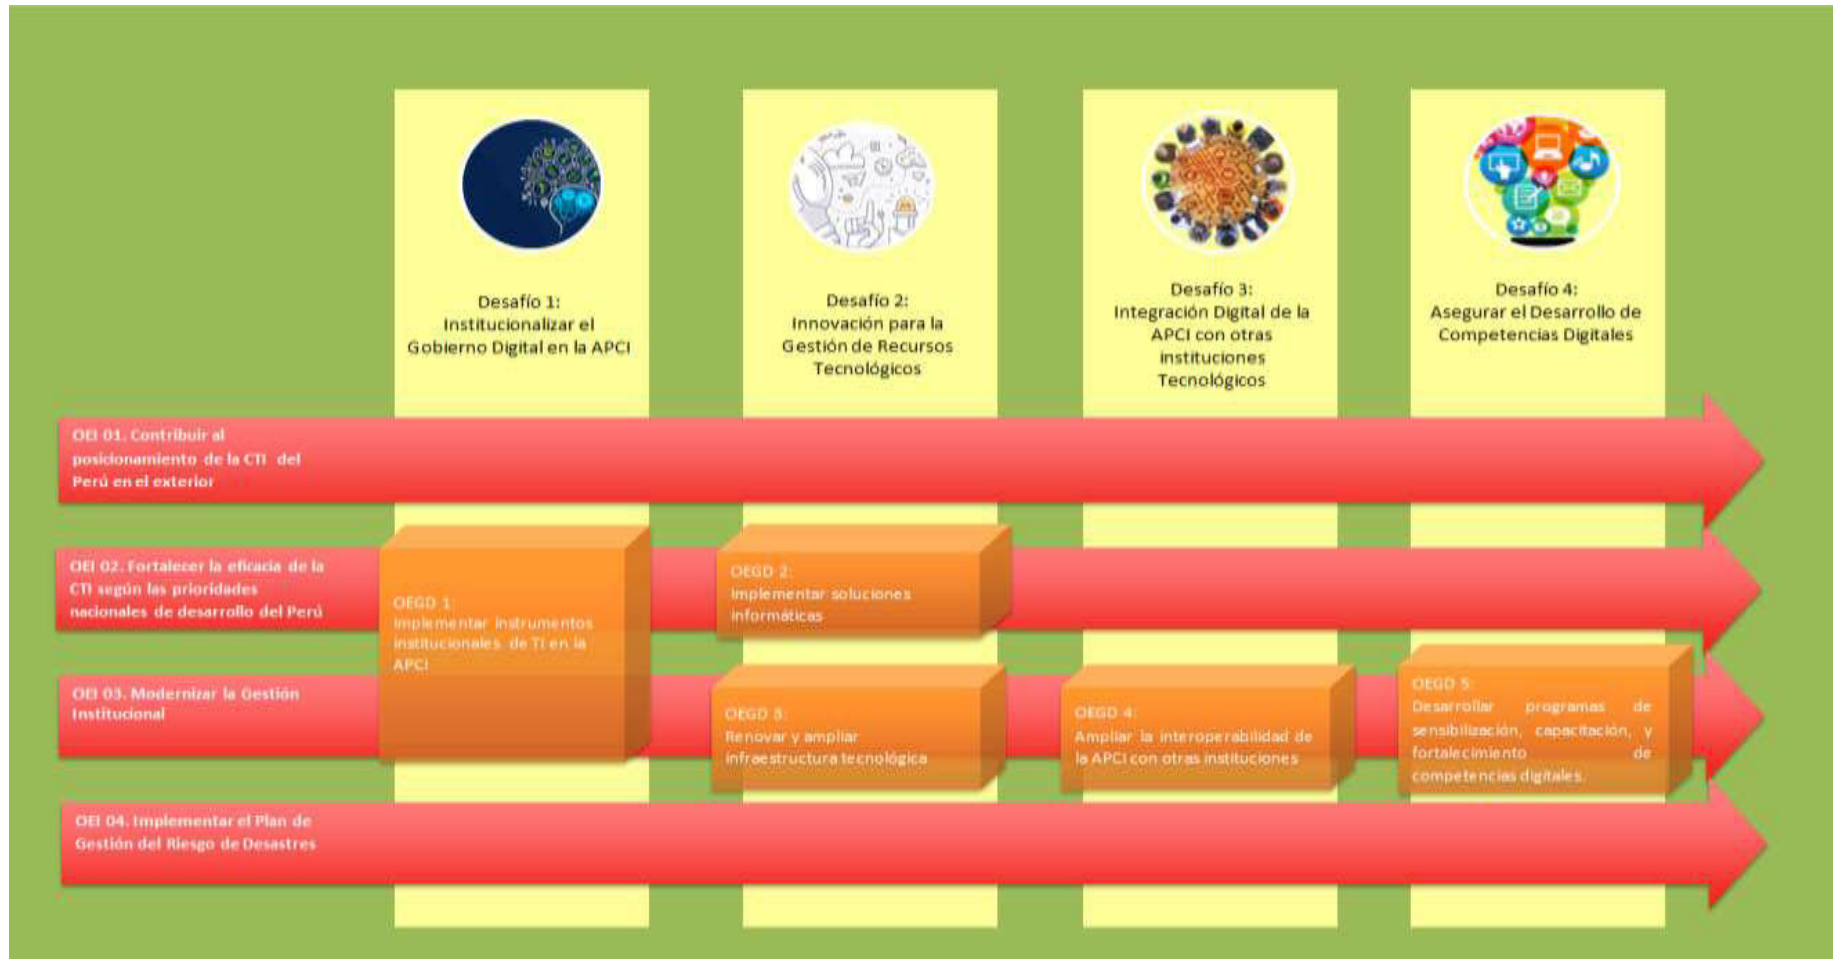 Desafío 1:
Institucionalizar el
Gobierno Digital en la APCI
Desafío 2:
Innovación para la
Gestión de Recursos
Tecnológicos
Desafío 3:
Integración Digital de la
APCI con otras
instituciones
Tecnológicos
Desafío 4:
Asegurar el Desarrollo de
Competencias Digitales
OEI 01. Contribuir al
posicionamiento de la CTI del
Perú en el exterior
OEI 02. Fortalecer la eficacia de la
CTI según las prioridades
nacionales de desarrollo del Perú
OEGD 1:
Implementar instrumentos
institucionales de TI en la
APCI
OEGD 2:
Implementar soluciones
informáticas
OEI 03. Modernizar la Gestión
Institucional
OEGD 3:
Renovar y ampliar
infraestructura tecnológica
OEGD 4:
Ampliar la interoperabilidad de
la APCI con otras instituciones
OEGD 5:
Desarrollar programas de
sensibilización, capacitación, y
fortalecimiento de
competencias digitales.
OEI 04. Implementar el Plan de
Gestión del Riesgo de Desastres